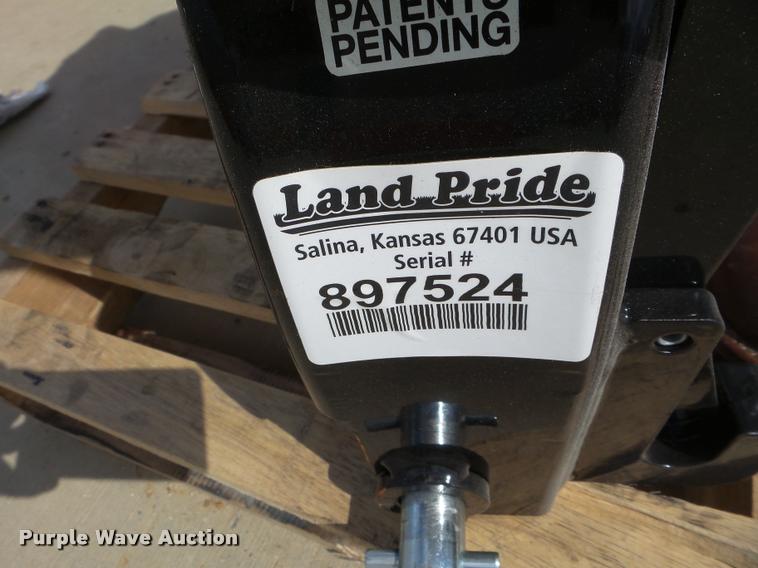 PATENTS
PENDING
Land Pride
Salina, Kansas 67401 USA
Serial #
897524
Purple Wave Auction